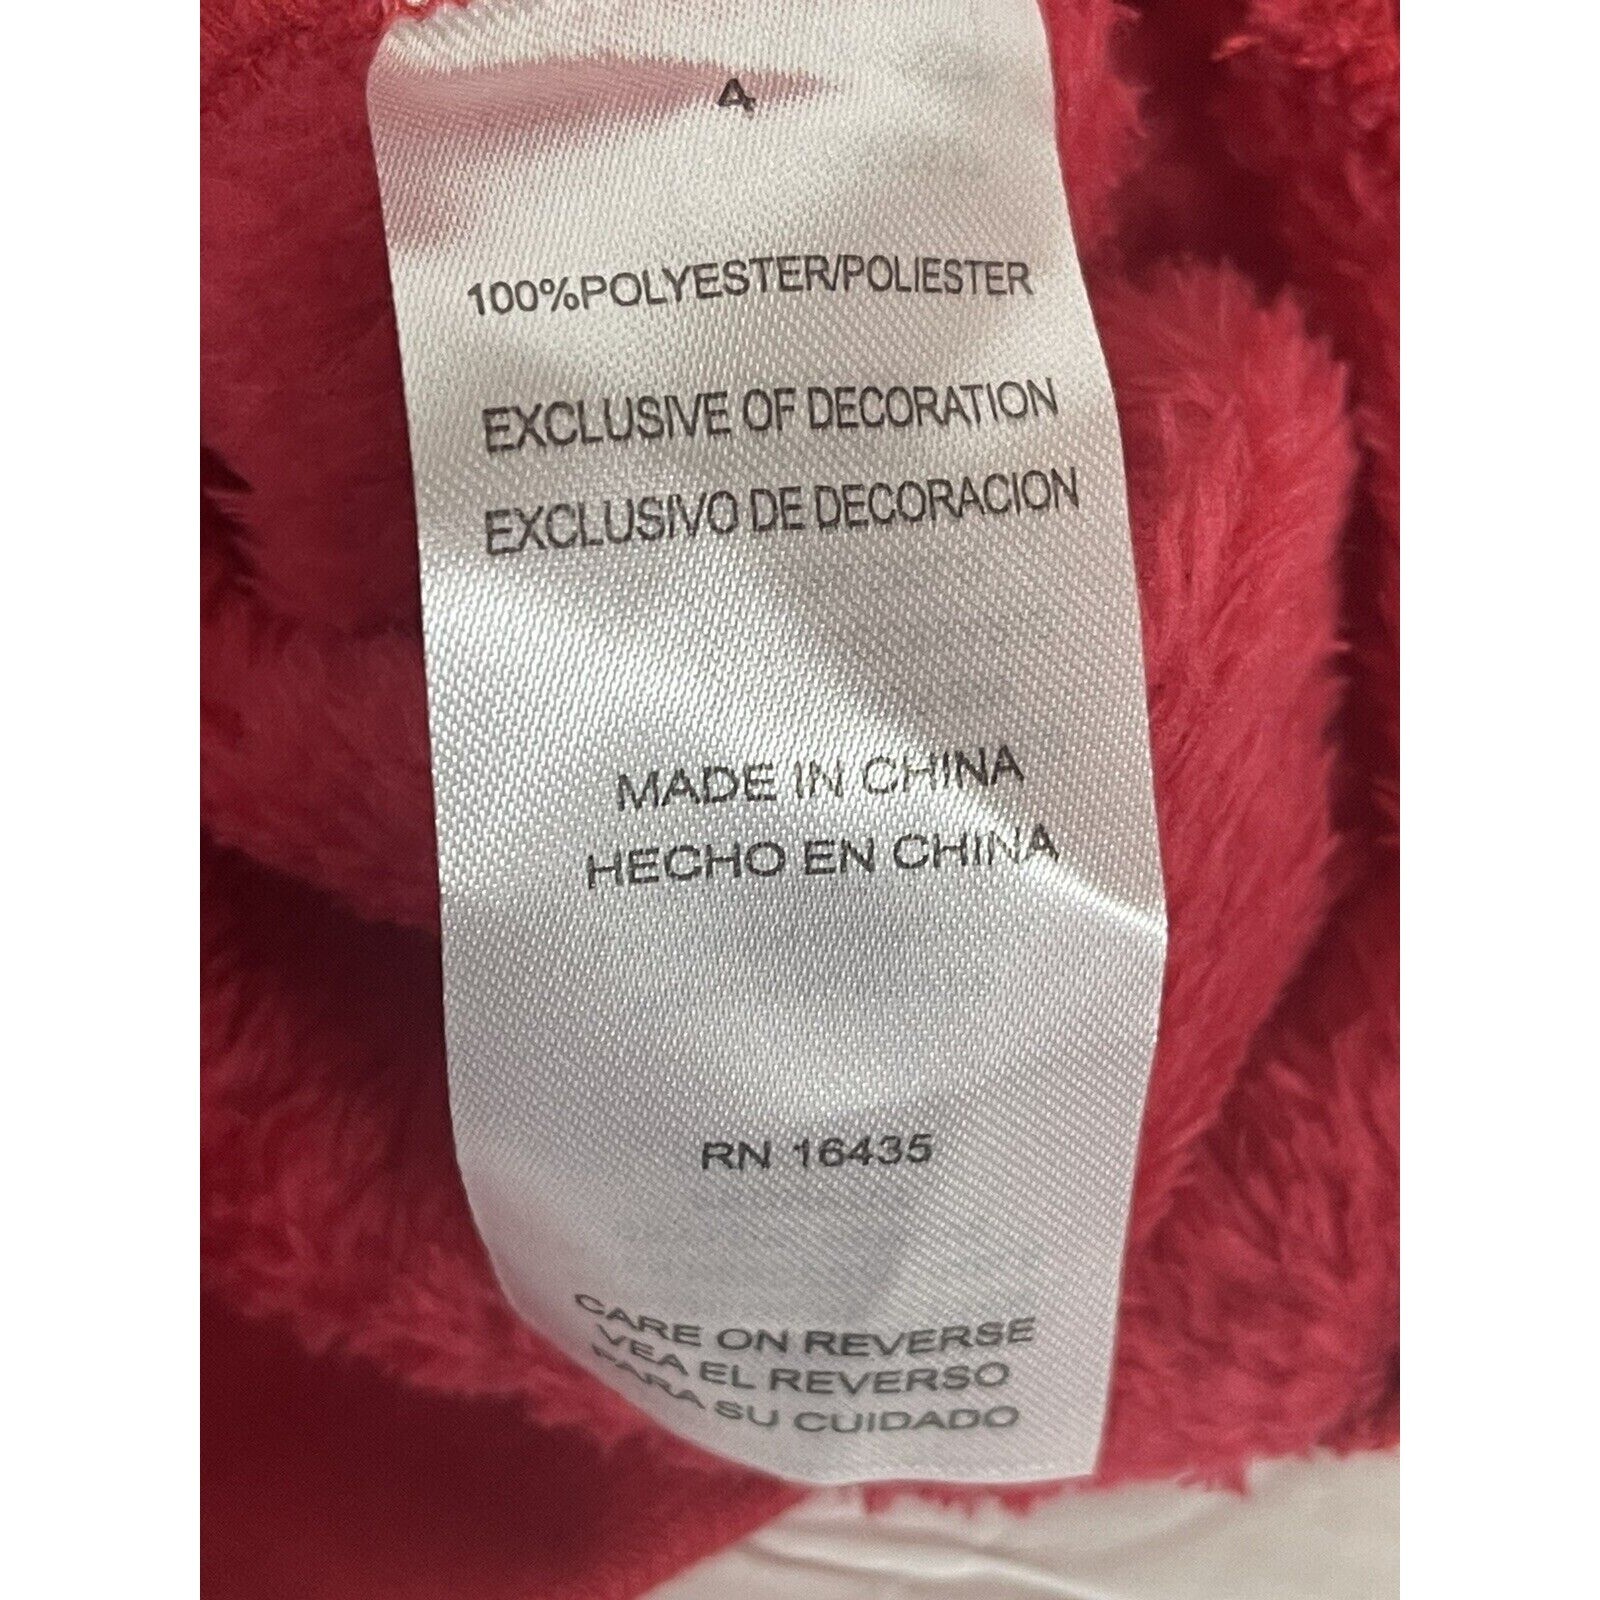 4
100%POLYESTER/POLIESTER
EXCLUSIVE OF DECORATION
EXCLUSIVO DE DECORACION
MADE IN CHINA
HECHO EN CHINA
RN 16435
CARE ON REVERSE
VEA EL REVERSO
PARA SU CUIDADO